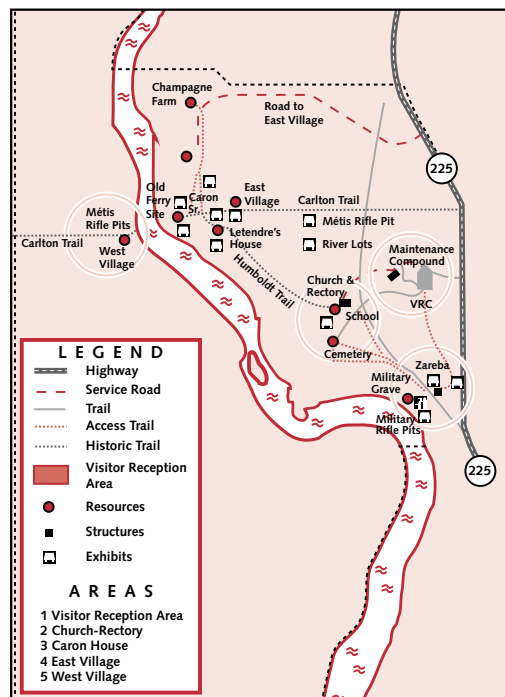 Champagne
Farm
Road to
East Village
225
Old
Ferry
Site
Caron
Sr.
East
Village
Carlton Trail
Métis
Rifle Pits
Carlton Trail
West
Village
Letendre's
House
Métis Rifle Pit
River Lots
Humboldt Trail
Maintenance
Compound
VRC
Church &
Rectory
School
Cemetery
Zareba
Military
Grave
Military
Rifle Pits
225
LEGEND
Highway
Service Road
Trail
Access Trail
Historic Trail
Visitor Reception
Area
Resources
Structures
Exhibits
AREAS
1 Visitor Reception Area
2 Church-Rectory
3 Caron House
4 East Village
5 West Village